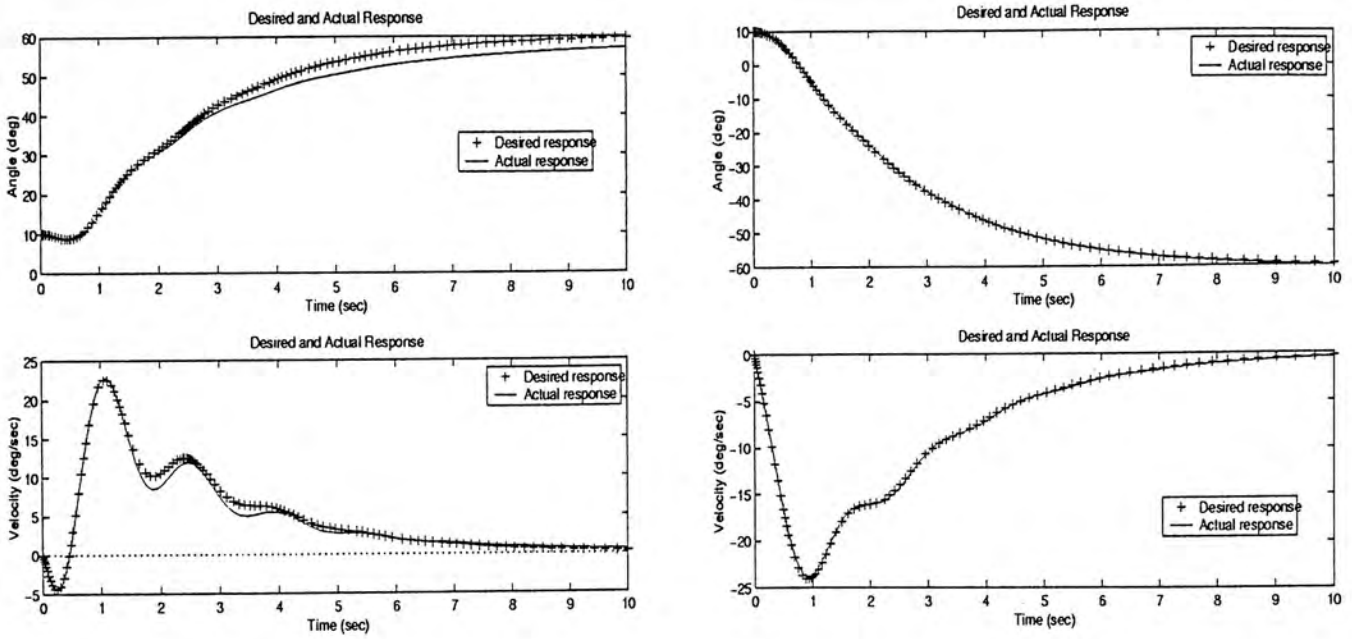 Desired and Actual Response
60
50
40
30
20
10
0
Angle (deg)
+ Desired response
— Actual response
0 1 2 3 4 5 6 7 8 9 10
Time (sec)
Desired and Actual Response
10
0
-10
-20
-30
-40
-50
-60
Angle (deg)
+ Desired response
— Actual response
0 1 2 3 4 5 6 7 8 9 10
Time (sec)
Desired and Actual Response
25
20
15
10
5
0
-5
Velocity (deg/sec)
+ Desired response
— Actual response
0 1 2 3 4 5 6 7 8 9 10
Time (sec)
Desired and Actual Response
0
-5
-10
-15
-20
-25
Velocity (deg/sec)
+ Desired response
— Actual response
0 1 2 3 4 5 6 7 8 9 10
Time (sec)